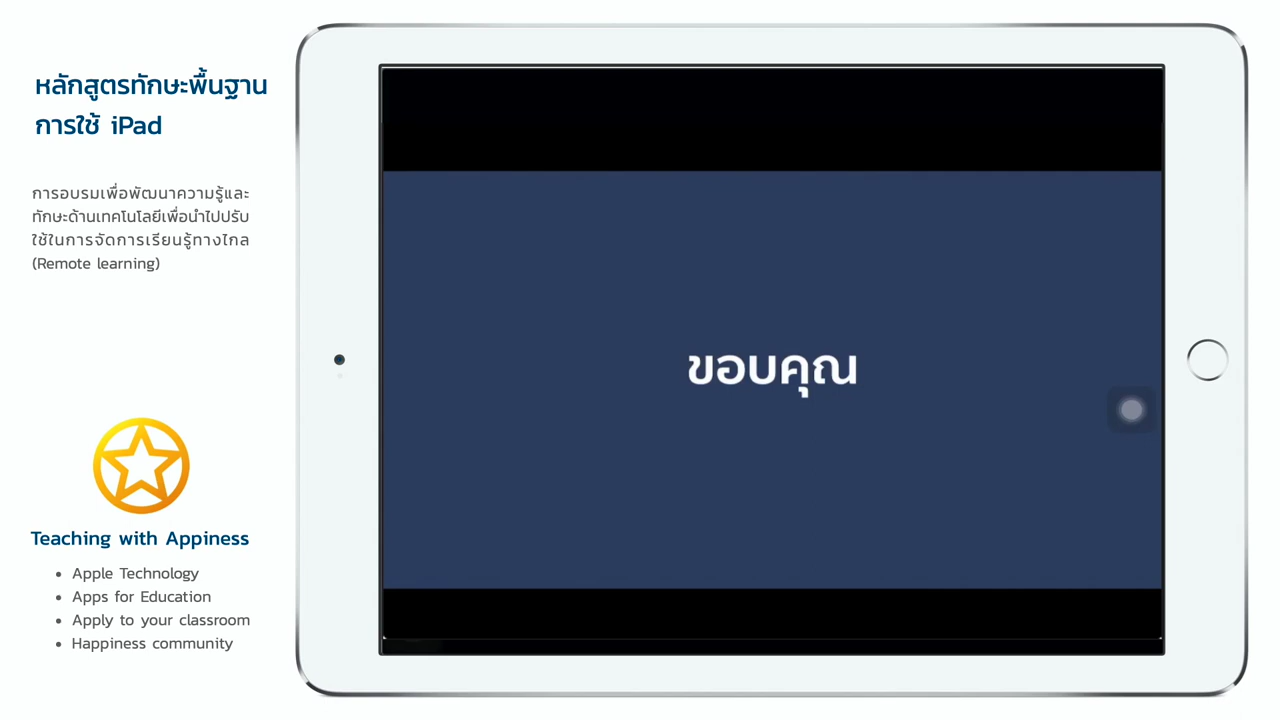 หลักสูตรทักษะพื้นฐาน
การใช้ iPad
การอบรมเพื่อพัฒนาความรู้และ
ทักษะด้านเทคโนโลยีเพื่อนำไปปรับ
ใช้ในการจัดการเรียนรู้ทางไกล
(Remote learning)
Teaching with Appiness
• Apple Technology
• Apps for Education
• Apply to your classroom
• Happiness community
ขอบคุณ